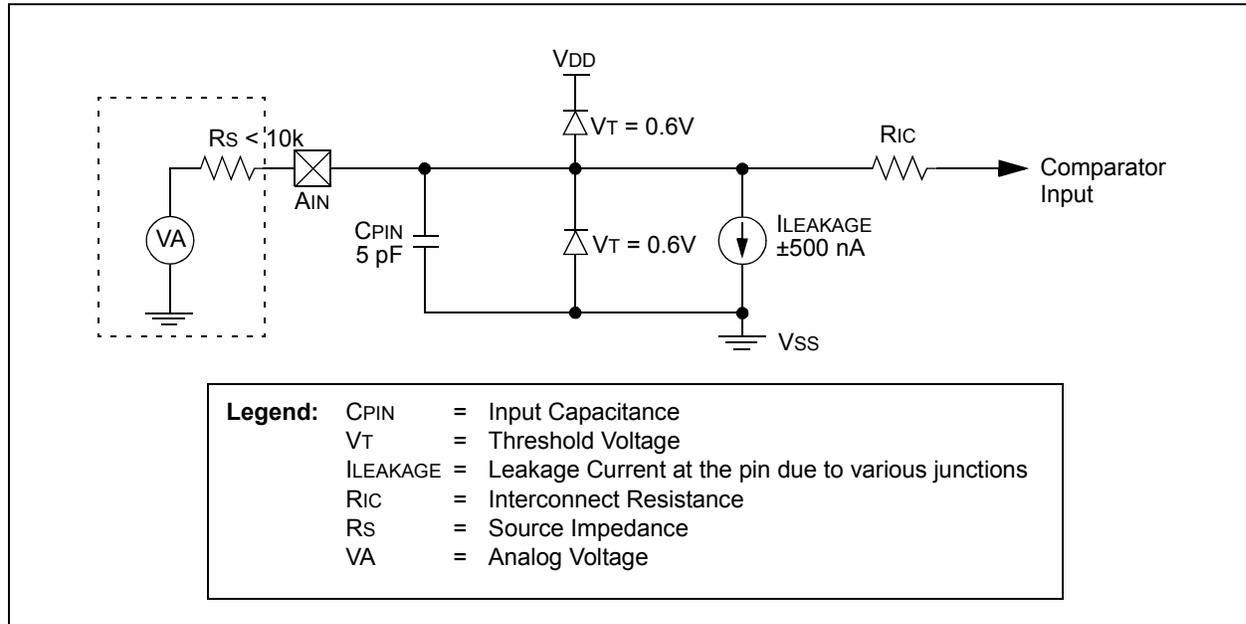 VDD
VT = 0.6V
RS < 10k
RIC
AIN
Comparator
Input
VA
CPIN
5 pF
VT = 0.6V
ILEAKAGE
±500 nA
VSS
Legend: CPIN = Input Capacitance
VT = Threshold Voltage
ILEAKAGE = Leakage Current at the pin due to various junctions
RIC = Interconnect Resistance
RS = Source Impedance
VA = Analog Voltage